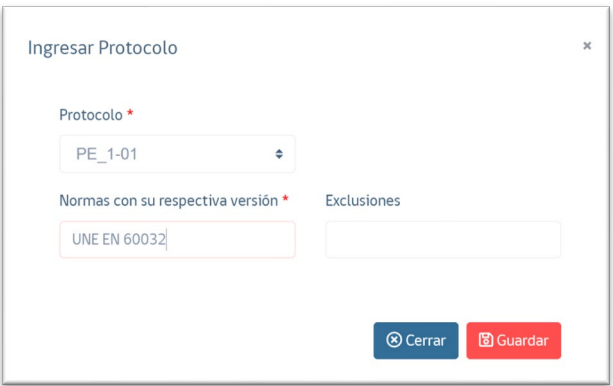 Ingresar Protocolo ×
Protocolo *
PE_1-01
Normas con su respectiva versión * Exclusiones
UNE EN 60032
Cerrar Guardar